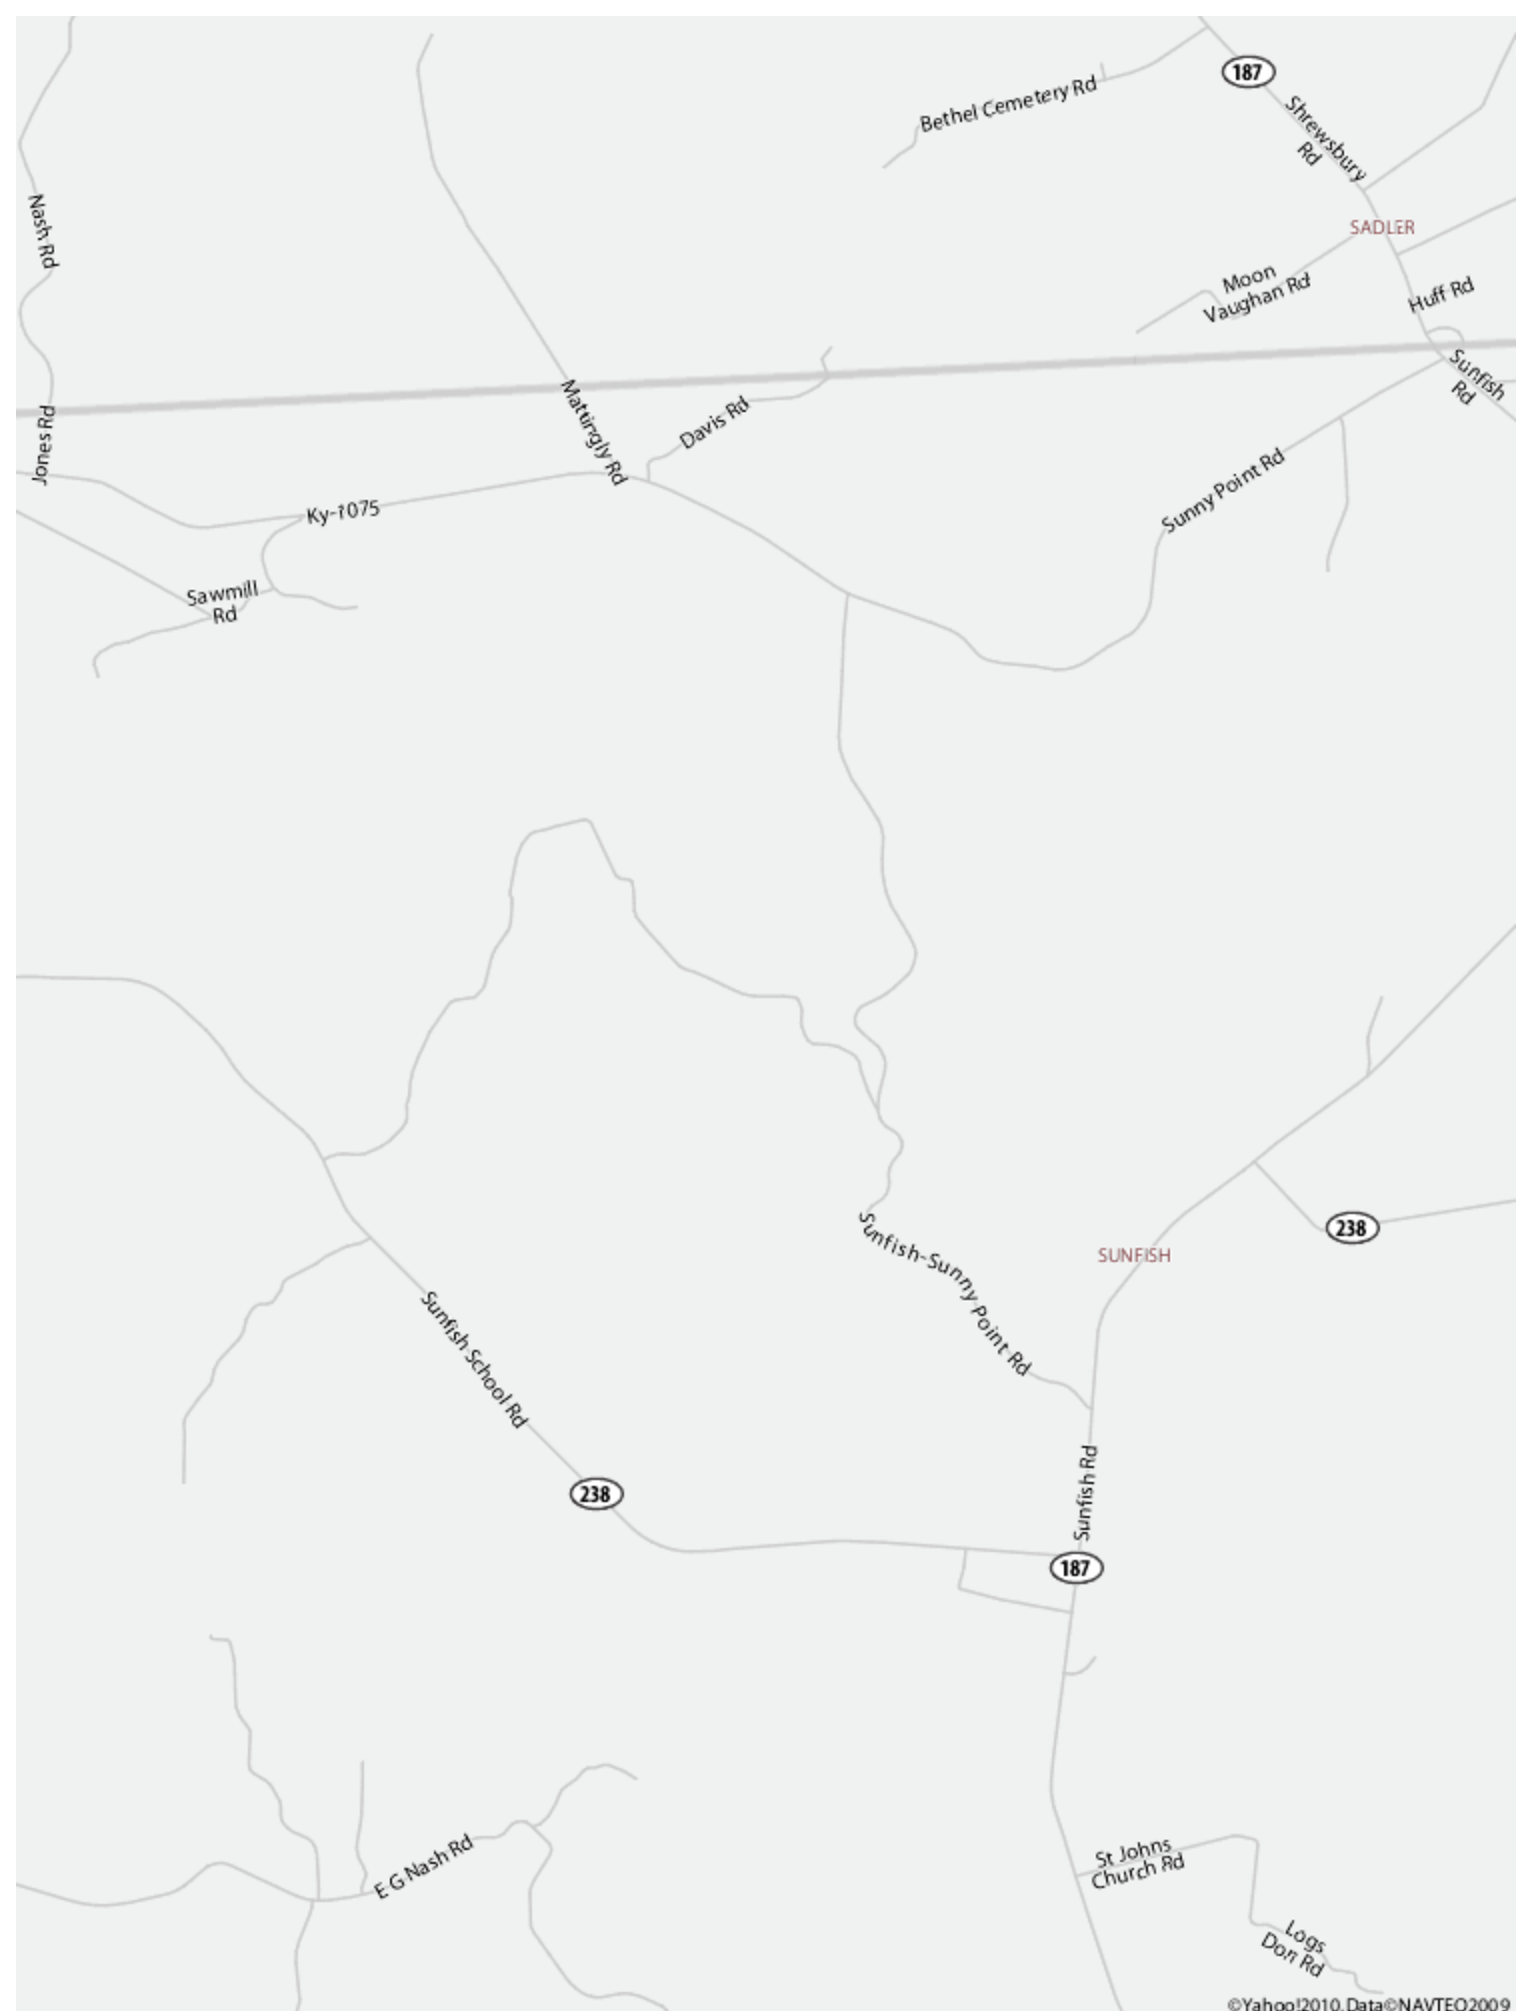 187
Bethel Cemetery Rd
Shrewsbury
Rd
Nash Rd
SADLER
Moon
Vaughan Rd
Huff Rd
Sunfish
Rd
Mattingly Rd
Davis Rd
Jones Rd
Sunny Point Rd
Ky-1075
Sawmill
Rd
Sunfish-Sunny Point Rd
238
SUNFISH
Sunfish School Rd
Sunfish Rd
238
187
St Johns
Church Rd
E G Nash Rd
Logs
Don Rd
©Yahoo!2010, Data©NAVTEQ2009